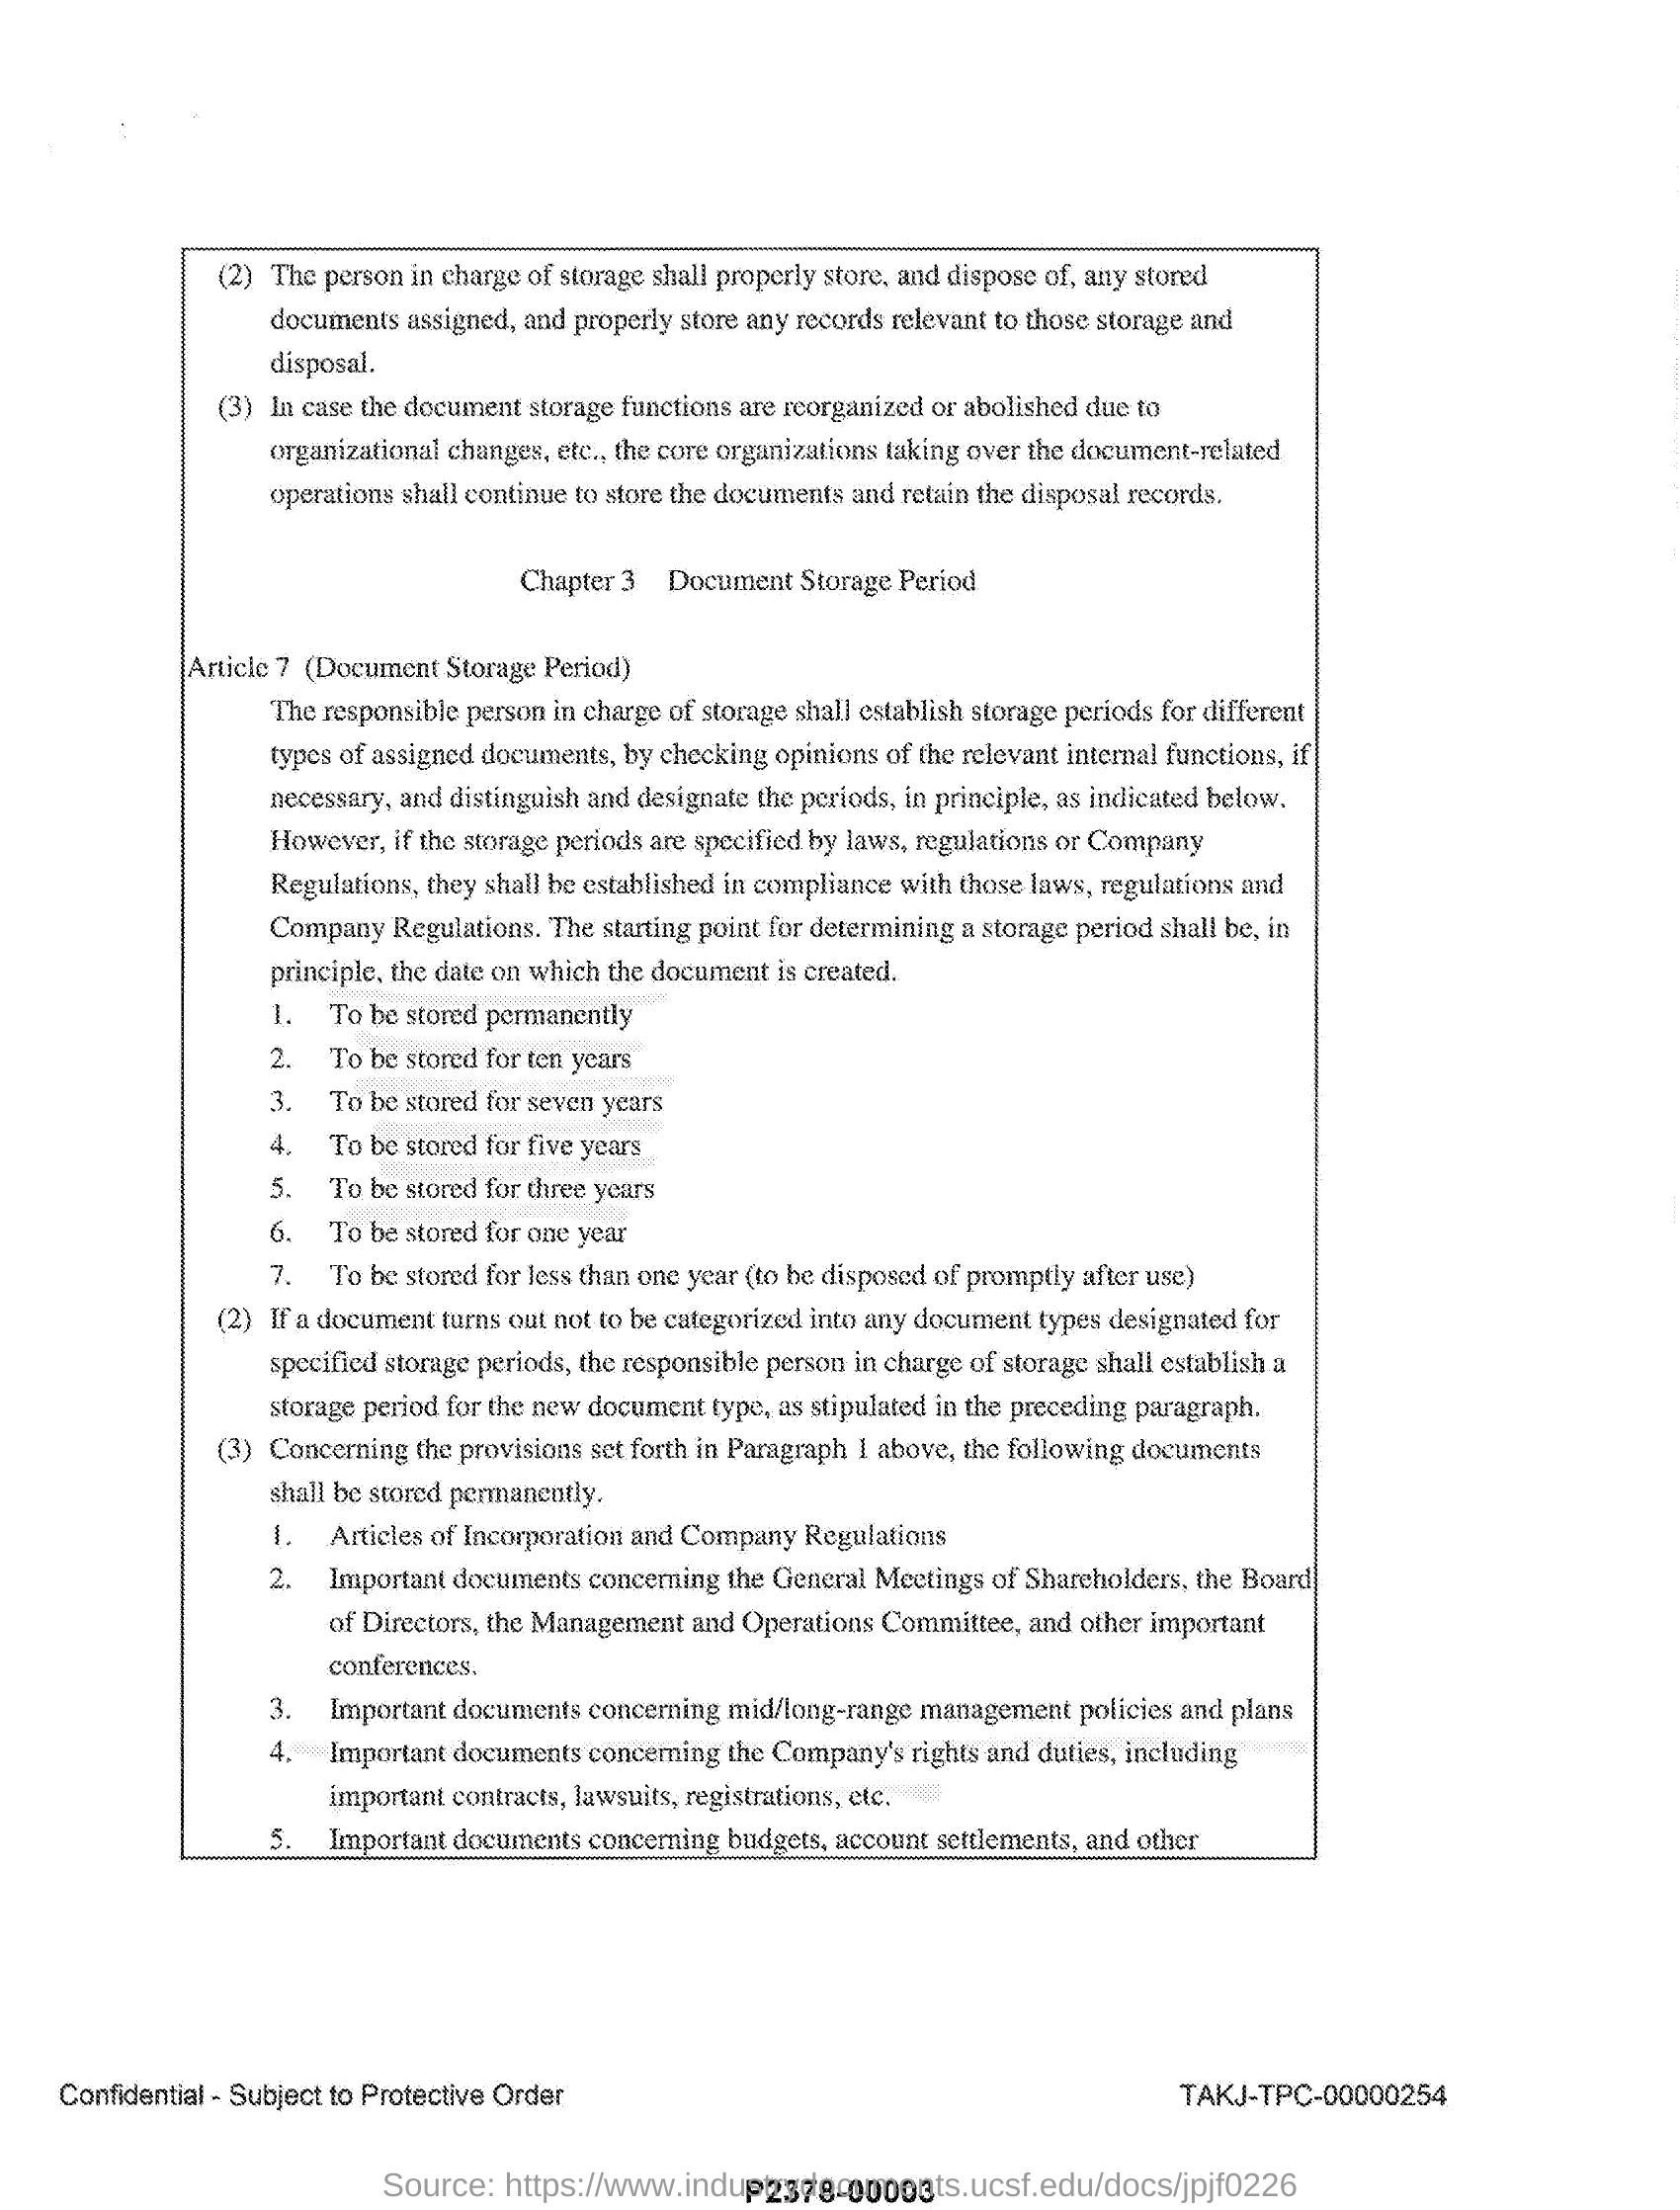 (2) The person in charge of storage shall properly store, and dispose of, any stored
documents assigned, and properly store any records relevant to those storage and
disposal.
(3) In case the document storage functions are reorganized or abolished due to
organizational changes, etc., the core organizations taking over the document-related
operations shall continue to store the documents and retain the disposal records.
Chapter 3 Document Storage Period
Article 7 (Document Storage Period)
The responsible person in charge of storage shall establish storage periods for different
types of assigned documents, by checking opinions of the relevant internal functions, if
necessary, and distinguish and designate the periods, in principle, as indicated below.
However, if the storage periods are specified by laws, regulations or Company
Regulations, they shall be established in compliance with those laws, regulations and
Company Regulations. The starting point for determining a storage period shall be, in
principle, the date on which the document is created.
1. To be stored permanently
2. To be stored for ten years
3. To be stored for seven years
4. To be stored for five years
5. To be stored for three years
6. To be stored for one year
7. To be stored for less than one year (to be disposed of promptly after use)
(2) If a document turns out not to be categorized into any document types designated for
specified storage periods, the responsible person in charge of storage shall establish a
storage period for the new document type, as stipulated in the preceding paragraph.
(3) Concerning the provisions set forth in Paragraph 1 above, the following documents
shall be stored permanently.
1. Articles of Incorporation and Company Regulations
2. Important documents concerning the General Meetings of Shareholders, the Board
of Directors, the Management and Operations Committee, and other important
conferences.
3. Important documents concerning mid/long-range management policies and plans
4. Important documents concerning the Company's rights and duties, including
important contracts, lawsuits, registrations, etc.
5. Important documents concerning budgets, account settlements, and other
Confidential - Subject to Protective Order
TAKJ-TPC-00000254
Source: https://www.industrydocuments.ucsf.edu/docs/jpjf0226
P2378-00003